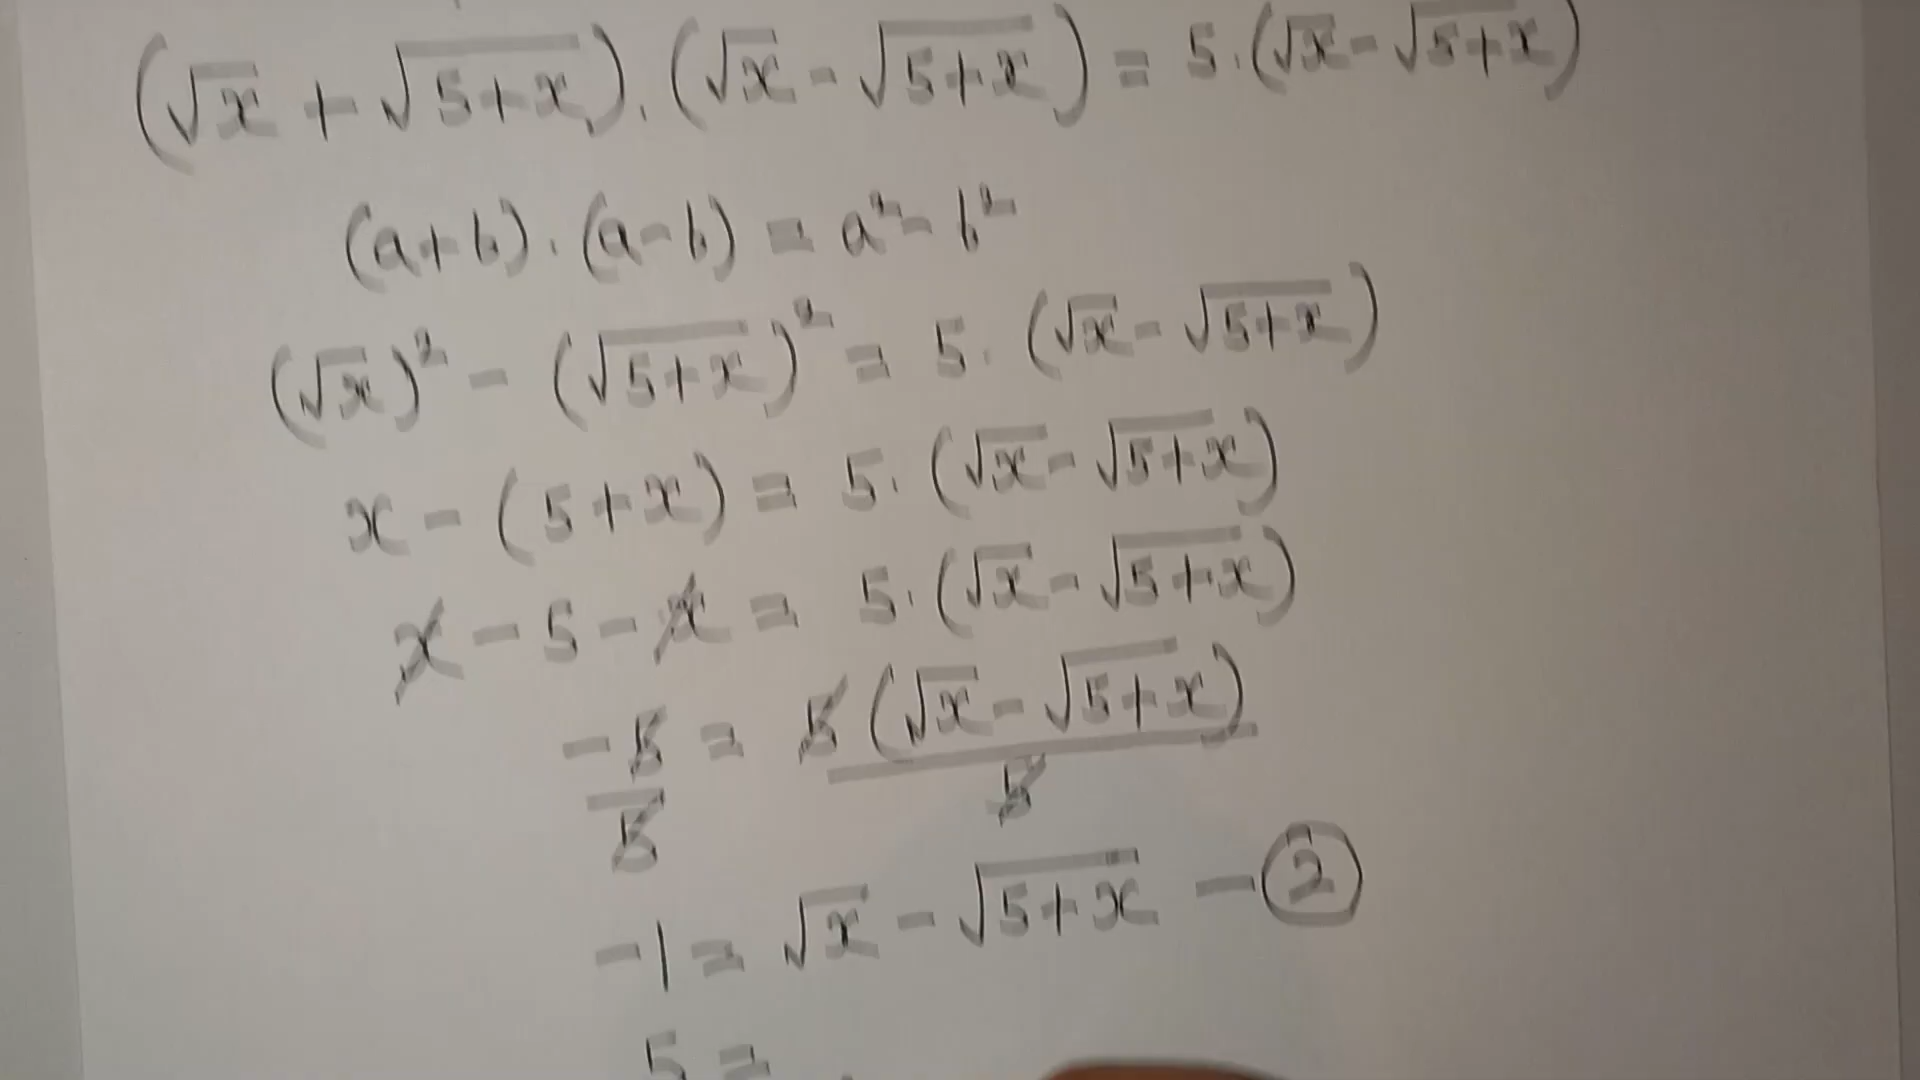 (√x + √5+x).(√x - √5+x) = 5.(√x - √5+x)
(a+b).(a-b) = a² - b²
(√x)² - (√5+x)² = 5.(√x - √5+x)
x - (5+x) = 5.(√x - √5+x)
x - 5 - x = 5.(√x - √5+x)
-5/5 = 5(√x - √5+x)/5
-1 = √x - √5+x - ②
5 =